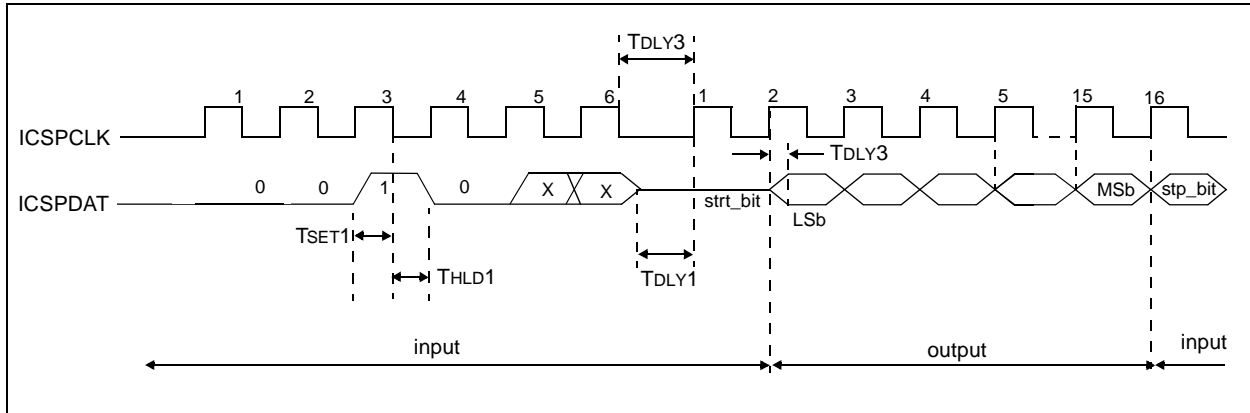 TDLY3
1 2 3 4 5 6 1 2 3 4 5 15 16
ICSPCLK
TDLY3
ICSPDAT
0 0 1 0 X X strt_bit LSb MSb stp_bit
TSET1
THLD1
TDLY1
input output input